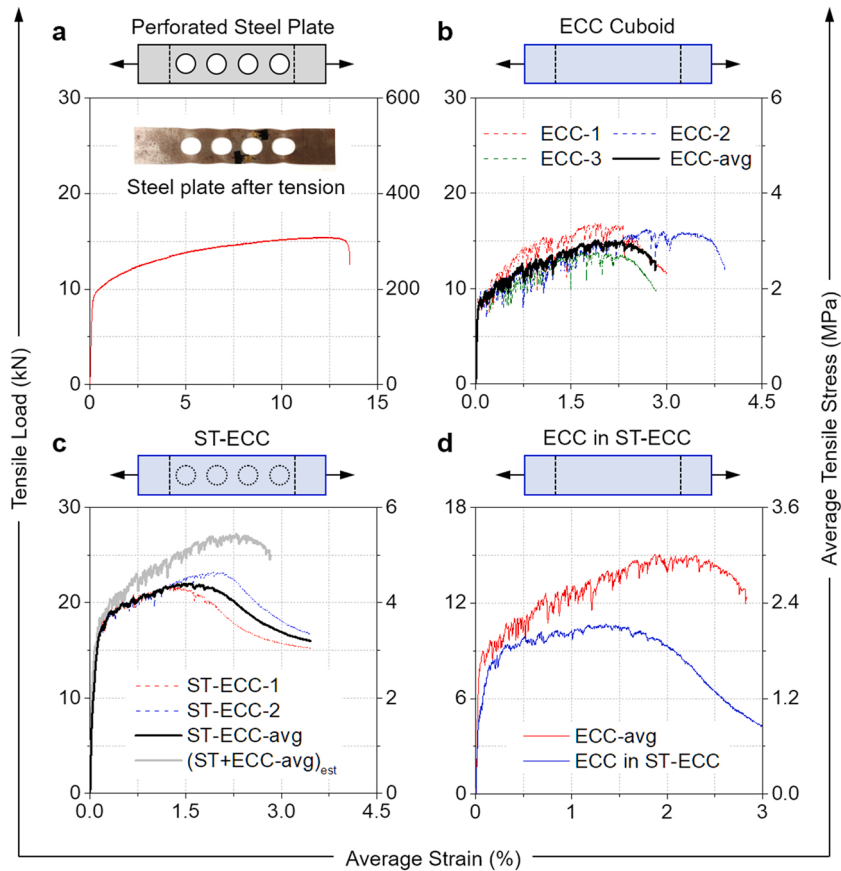 a
Perforated Steel Plate
30
20
10
0
600
400
200
0
0
5
10
15
Steel plate after tension
b
ECC Cuboid
30
20
10
0
6
4
2
0
0.0
1.5
3.0
4.5
ECC-1
ECC-2
ECC-3
ECC-avg
c
ST-ECC
30
20
10
0
6
4
2
0
0.0
1.5
3.0
4.5
ST-ECC-1
ST-ECC-2
ST-ECC-avg
(ST+ECC-avg)est
d
ECC in ST-ECC
18
12
6
0
3.6
2.4
1.2
0.0
0
1
2
3
ECC-avg
ECC in ST-ECC
Tensile Load (kN)
Average Tensile Stress (MPa)
Average Strain (%)